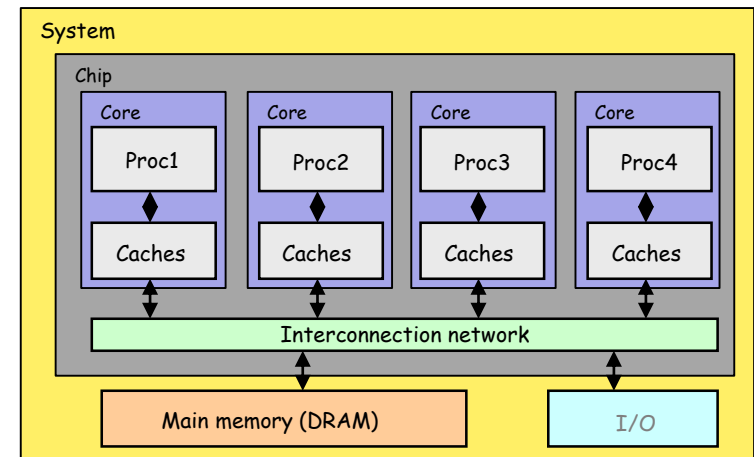 System
Chip
Core Core Core Core
Proc1 Proc2 Proc3 Proc4
Caches Caches Caches Caches
Interconnection network
Main memory (DRAM) I/O